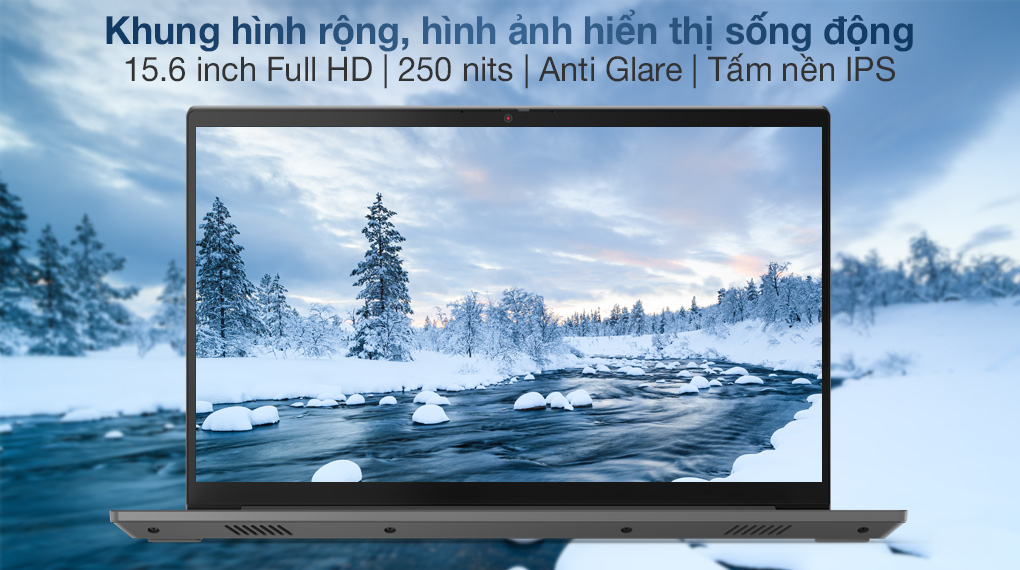 Khung hình rộng, hình ảnh hiển thị sống động
15.6 inch Full HD | 250 nits | Anti Glare | Tấm nền IPS